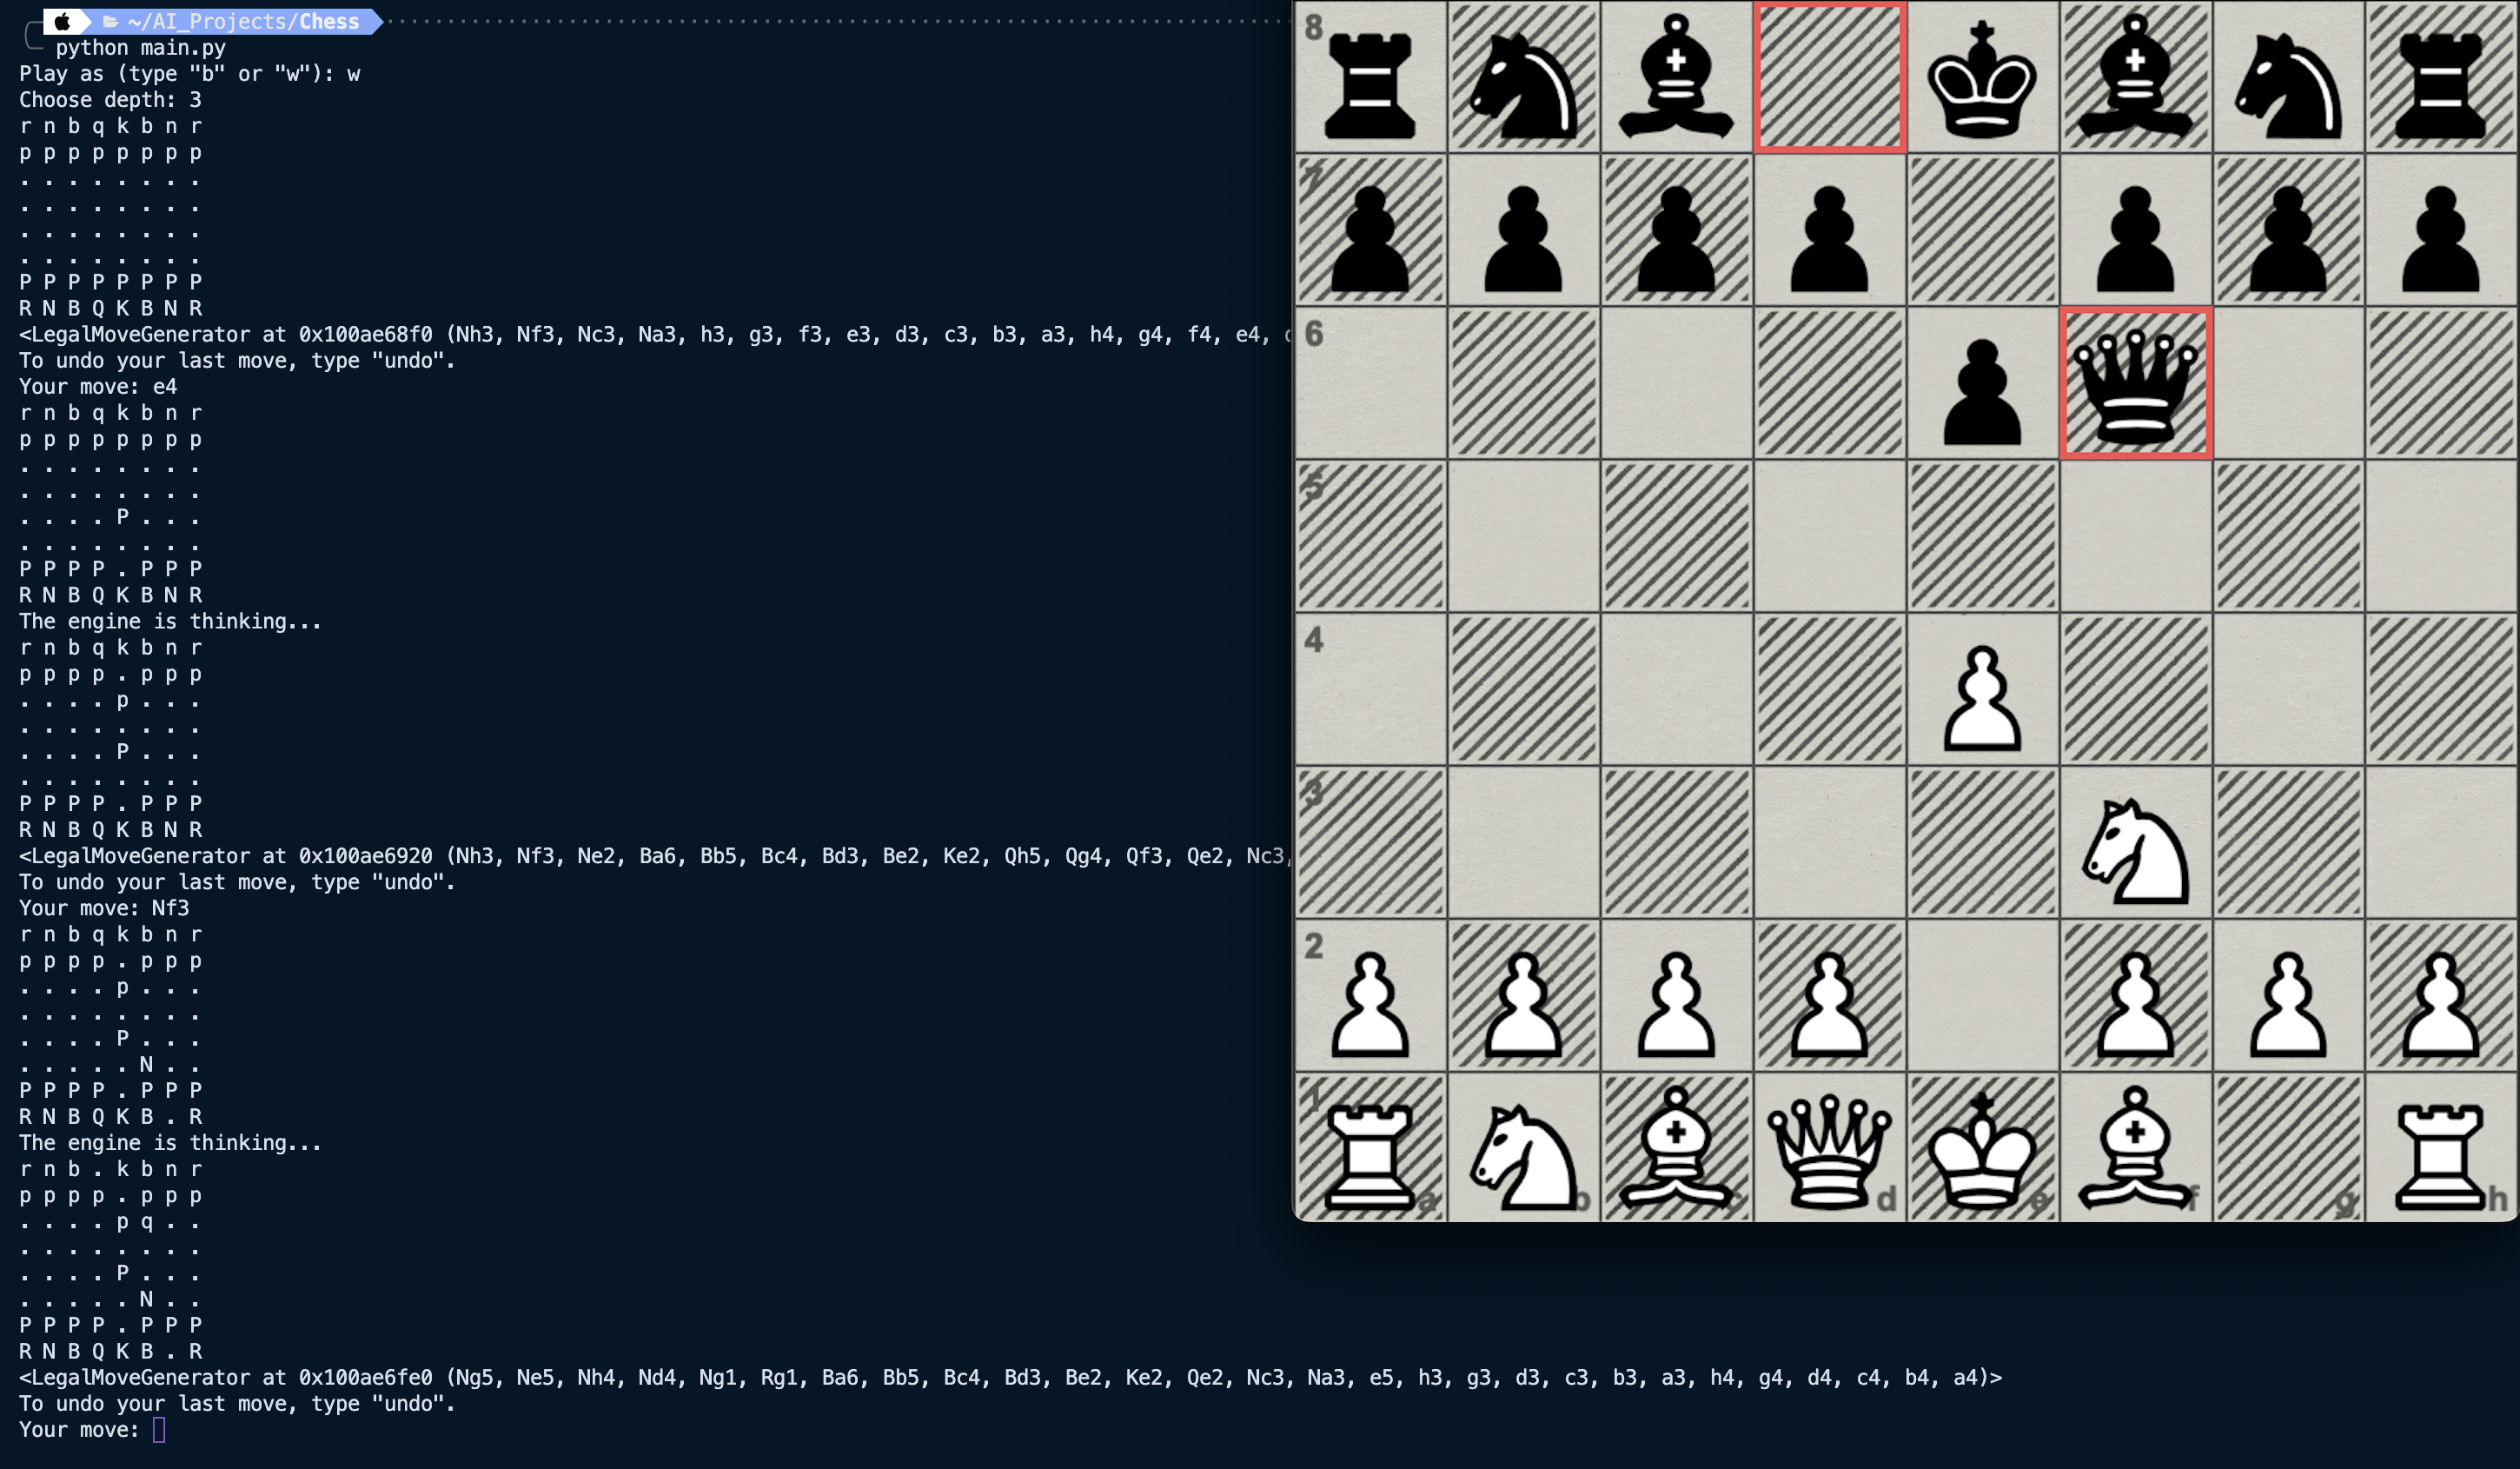 ~/AI_Projects/Chess
python main.py
Play as (type "b" or "w"): w
Choose depth: 3
r n b q k b n r
p p p p p p p p
. . . . . . . .
. . . . . . . .
. . . . . . . .
. . . . . . . .
P P P P P P P P
R N B Q K B N R
<LegalMoveGenerator at 0x100ae68f0 (Nh3, Nf3, Nc3, Na3, h3, g3, f3, e3, d3, c3, b3, a3, h4, g4, f4, e4,
To undo your last move, type "undo".
Your move: e4
r n b q k b n r
p p p p p p p p
. . . . . . . .
. . . . . . . .
. . . . P . . .
. . . . . . . .
P P P P . P P P
R N B Q K B N R
The engine is thinking...
r n b q k b n r
p p p p . p p p
. . . . p . . .
. . . . . . . .
. . . . P . . .
. . . . . . . .
P P P P . P P P
R N B Q K B N R
<LegalMoveGenerator at 0x100ae6920 (Nh3, Nf3, Ne2, Ba6, Bb5, Bc4, Bd3, Be2, Ke2, Qh5, Qg4, Qf3, Qe2, Nc3,
To undo your last move, type "undo".
Your move: Nf3
r n b q k b n r
p p p p . p p p
. . . . p . . .
. . . . . . . .
. . . . P . . .
. . . . . N . .
P P P P . P P P
R N B Q K B . R
The engine is thinking...
r n b . k b n r
p p p p . p p p
. . . . p q . .
. . . . . . . .
. . . . P . . .
. . . . . N . .
P P P P . P P P
R N B Q K B . R
<LegalMoveGenerator at 0x100ae6fe0 (Ng5, Ne5, Nh4, Nd4, Ng1, Rg1, Ba6, Bb5, Bc4, Bd3, Be2, Ke2, Qe2, Nc3, Na3, e5, h3, g3, d3, c3, b3, a3, h4, g4, d4, c4, b4, a4)>
To undo your last move, type "undo".
Your move:
8
7
6
5
4
3
2
1
a b c d e f g h